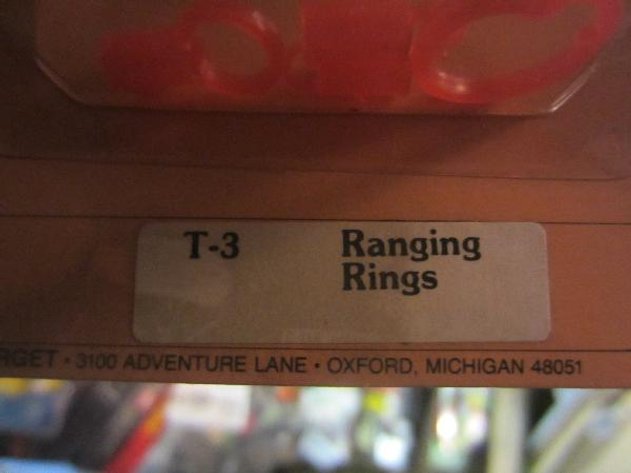 T-3 Ranging
Rings
RGET • 3100 ADVENTURE LANE • OXFORD, MICHIGAN 48051